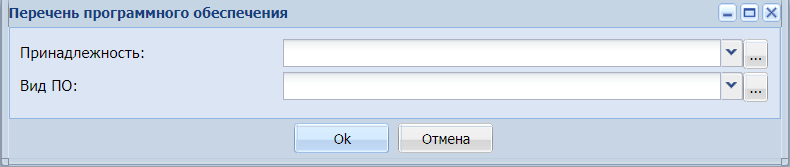 Перечень программного обеспечения
Принадлежность:
...
Вид ПО:
...
Ok Отмена